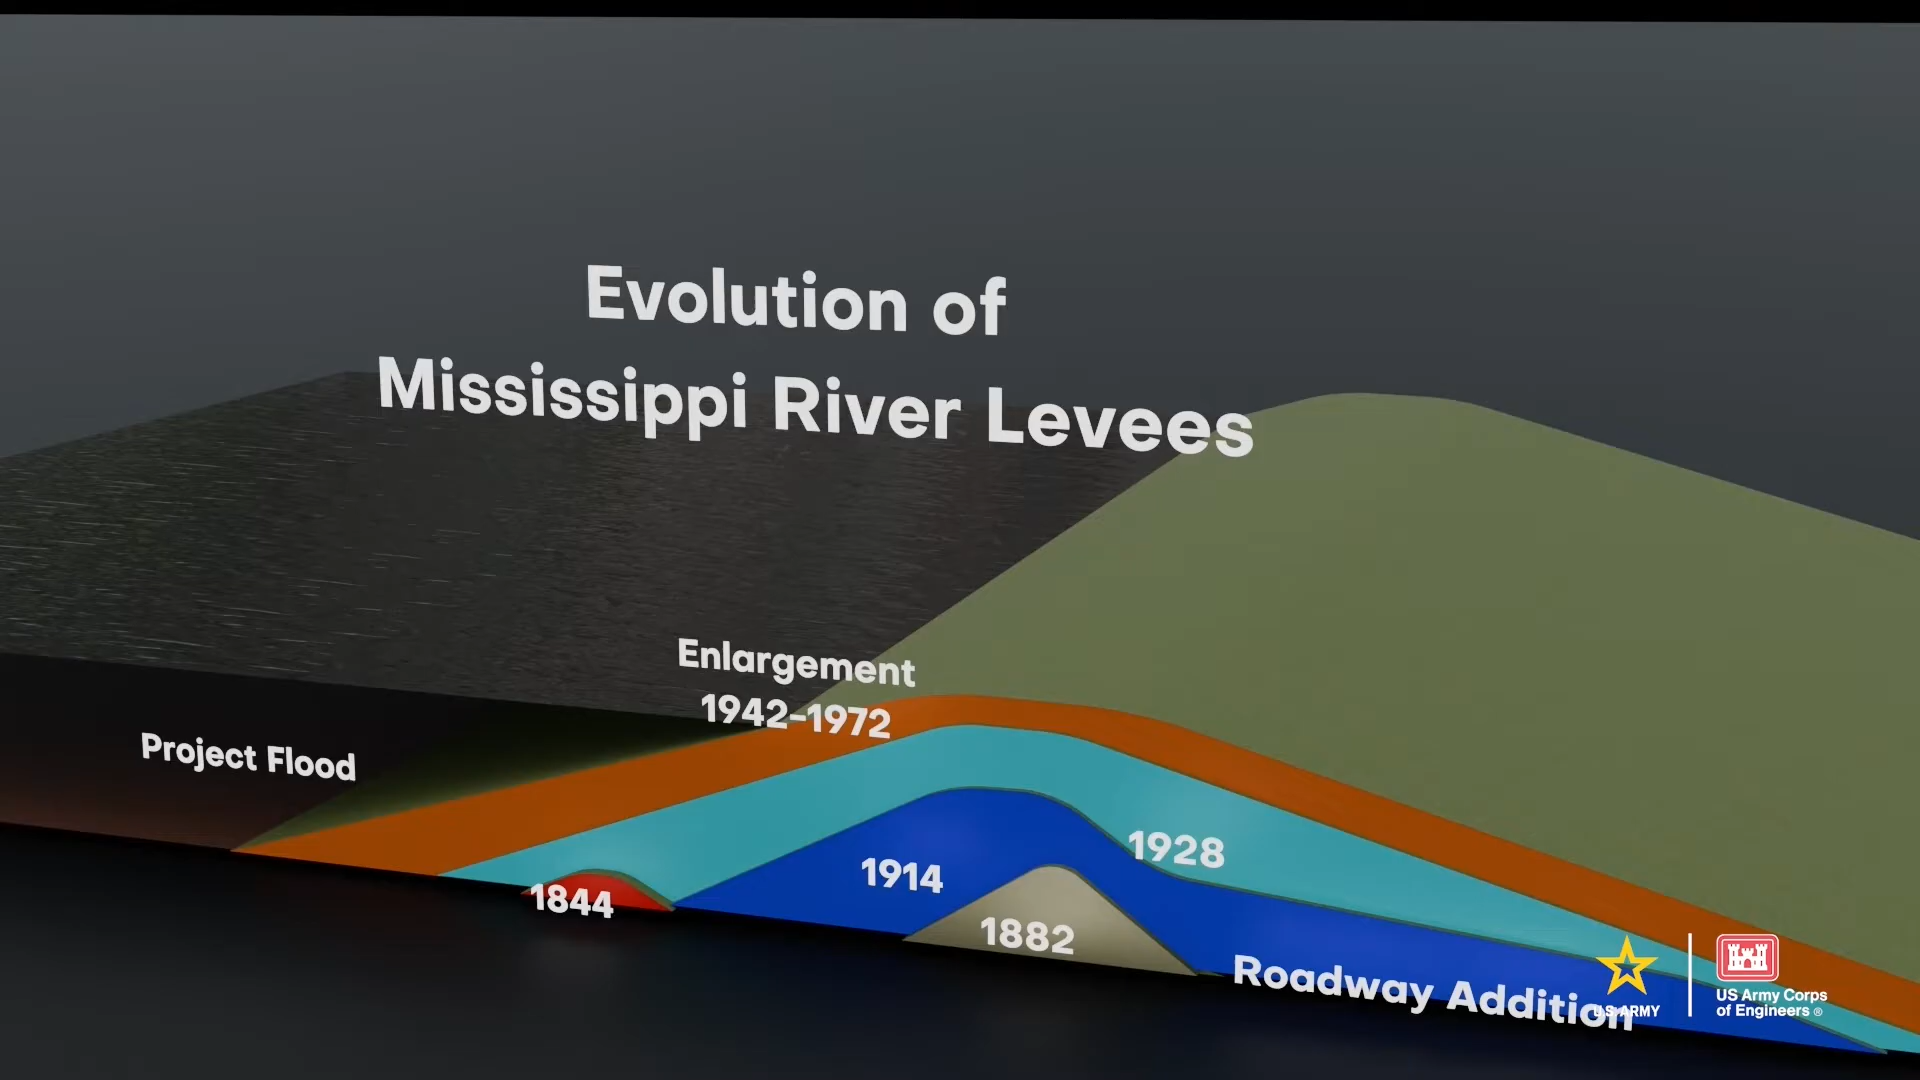 Evolution of
Mississippi River Levees
Enlargement
1942-1972
Project Flood
1928
1914
1844
1882
Roadway Addition
U.S. ARMY
US Army Corps
of Engineers ®